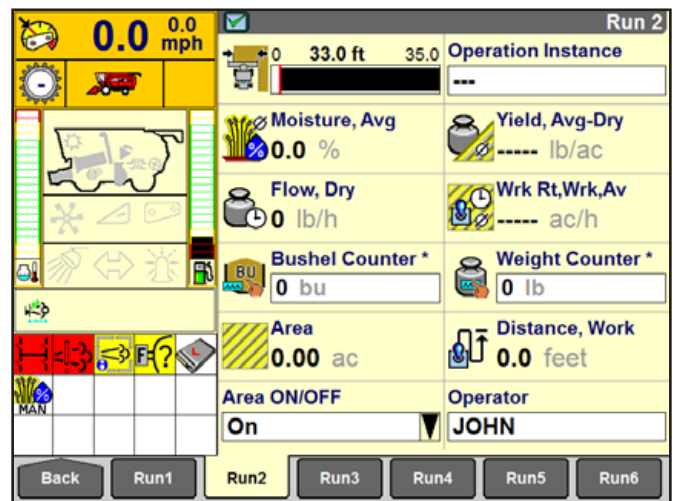 0.0 0.0 mph
Run 2
0 33.0 ft 35.0
Operation Instance
---
Moisture, Avg
0.0 %
Yield, Avg-Dry
----- lb/ac
Flow, Dry
0 lb/h
Wrk Rt,Wrk,Av
----- ac/h
BU
Bushel Counter *
0 bu
Weight Counter *
0 lb
Area
0.00 ac
Distance, Work
0.0 feet
Area ON/OFF
On
Operator
JOHN
F ?
L
MAN
Back Run1 Run2 Run3 Run4 Run5 Run6